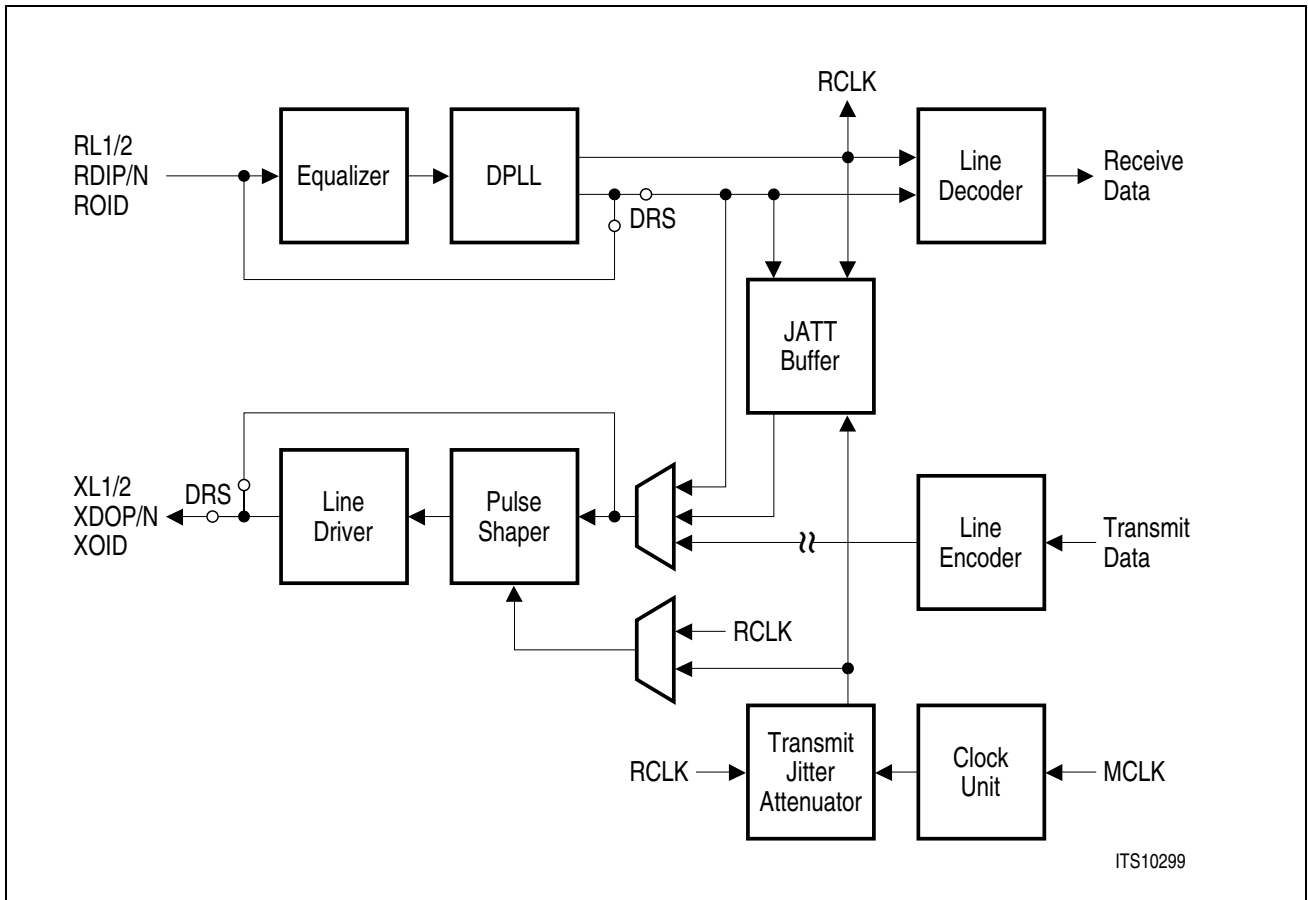 RCLK
RL1/2
RDIP/N
ROID
Equalizer
DPLL
Line
Decoder
Receive
Data
DRS
JATT
Buffer
XL1/2
XDOP/N
XOID
DRS
Line
Driver
Pulse
Shaper
Line
Encoder
Transmit
Data
RCLK
RCLK
Transmit
Jitter
Attenuator
Clock
Unit
MCLK
ITS10299